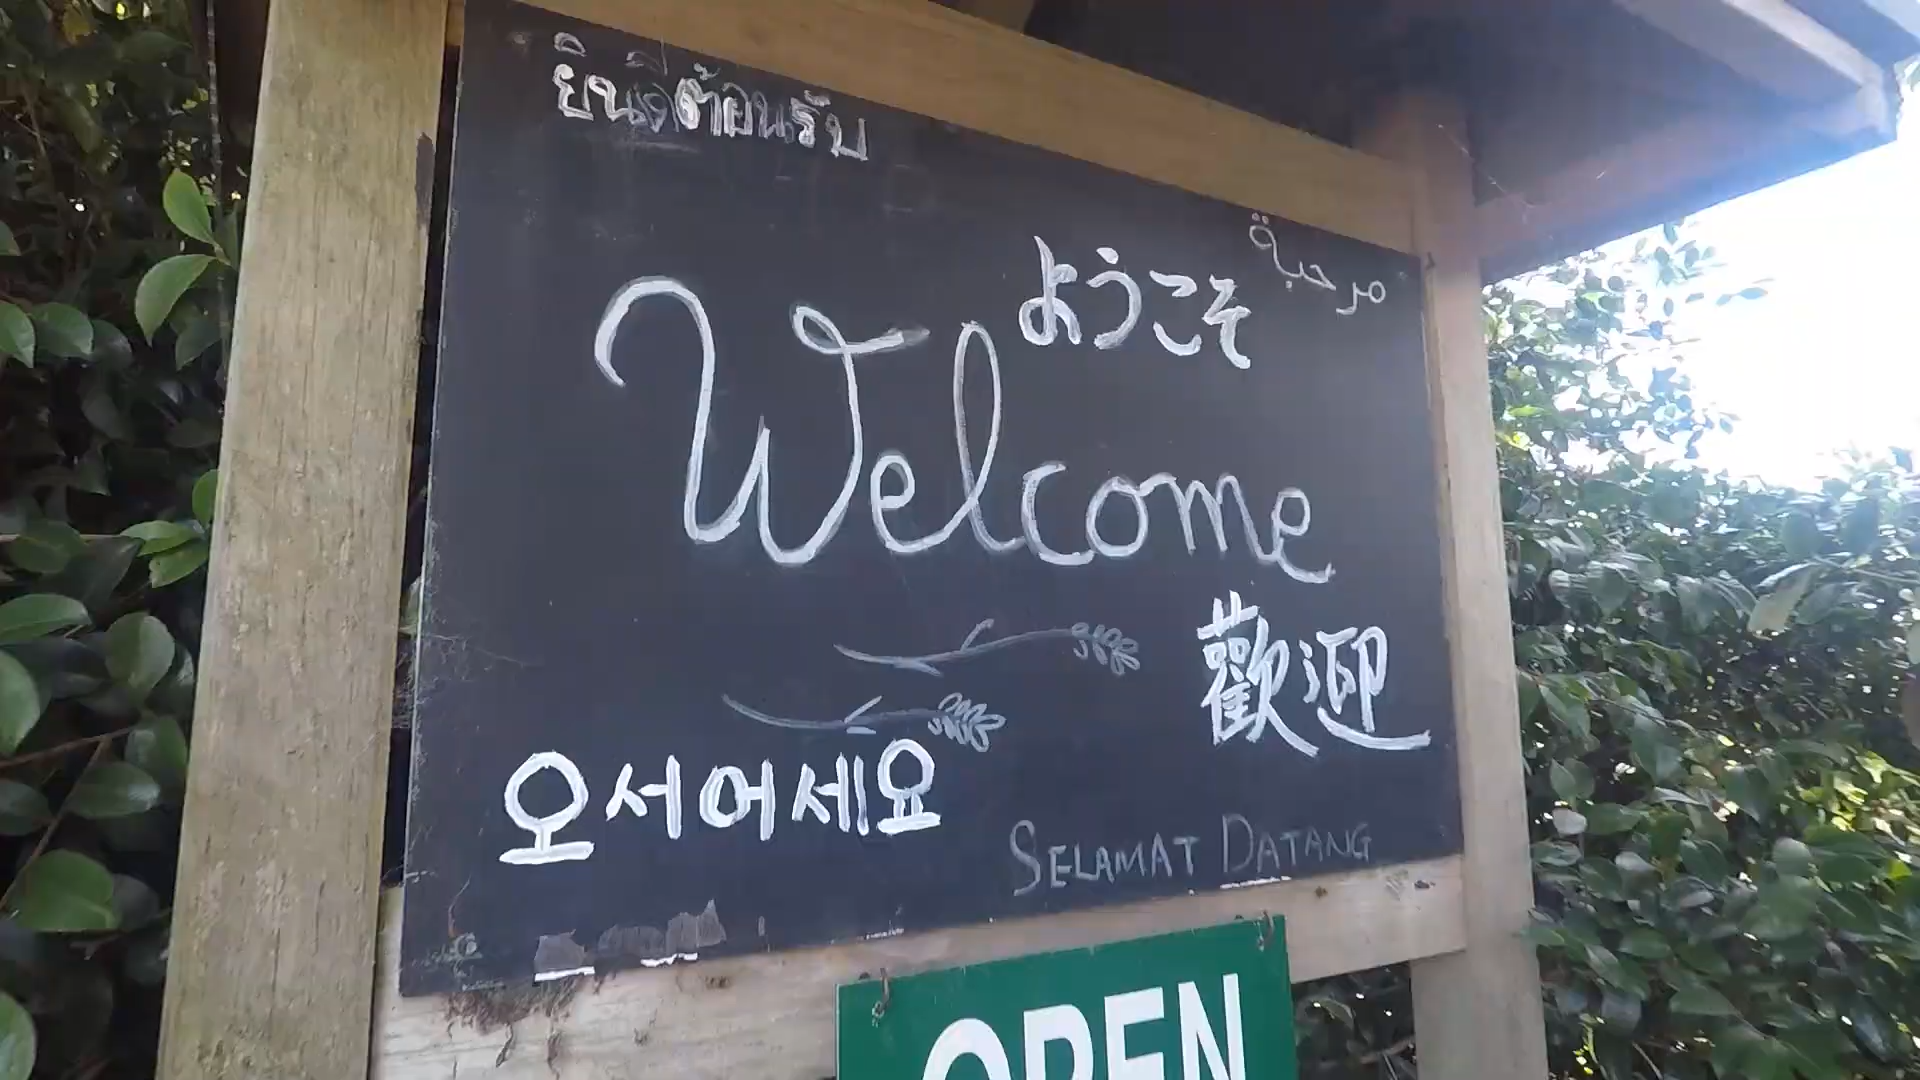 ยินดีต้อนรับ
ようこそ
مرحبة
Welcome
歡迎
오서어세요
SELAMAT DATANG
OPEN